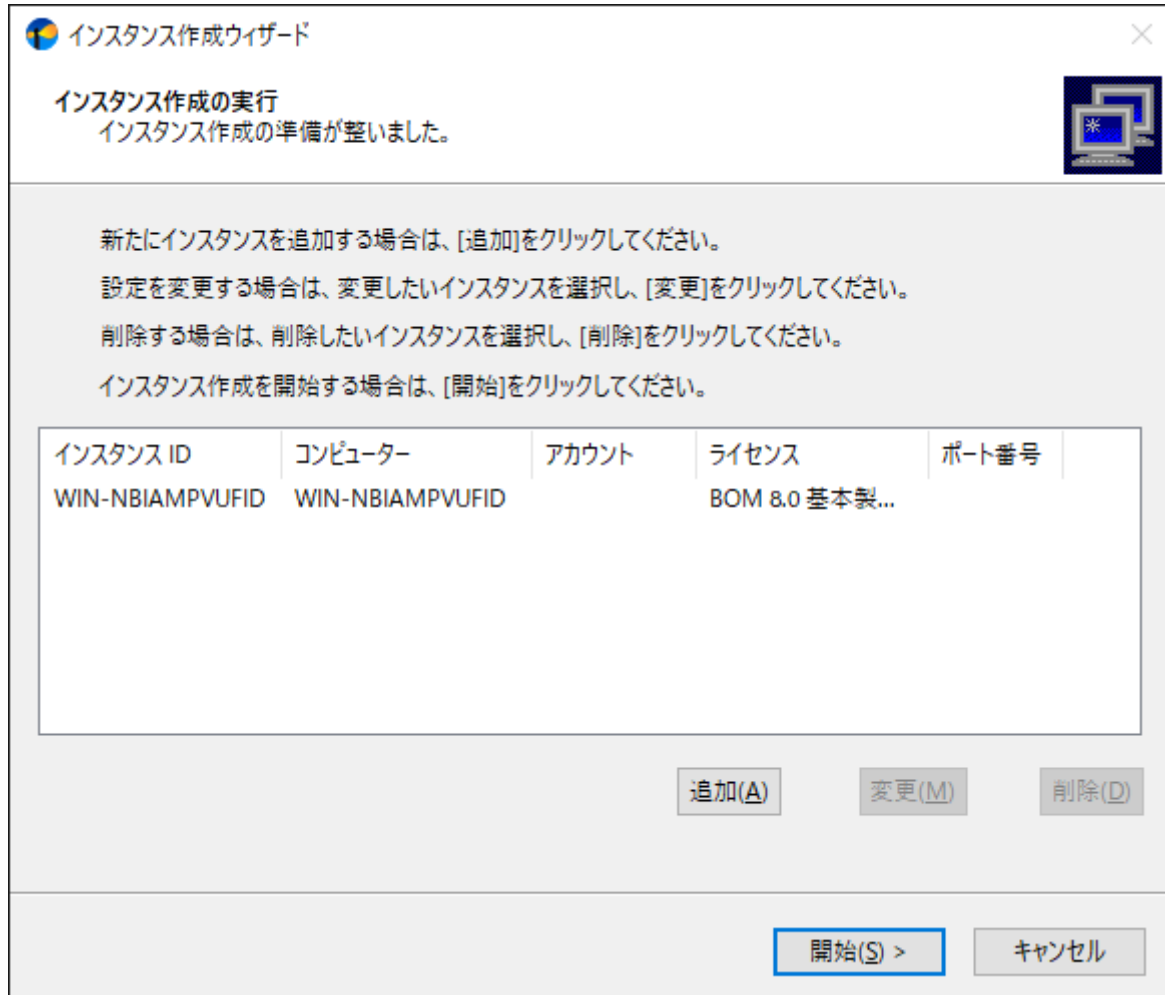 インスタンス作成ウィザード
インスタンス作成の実行
インスタンス作成の準備が整いました。
新たにインスタンスを追加する場合は、[追加]をクリックしてください。
設定を変更する場合は、変更したいインスタンスを選択し、[変更]をクリックしてください。
削除する場合は、削除したいインスタンスを選択し、[削除]をクリックしてください。
インスタンス作成を開始する場合は、[開始]をクリックしてください。
インスタンス ID コンピューター アカウント ライセンス ポート番号
WIN-NBIAMPVUFID WIN-NBIAMPVUFID BOM 8.0 基本製...
追加(A) 変更(M) 削除(D)
開始(S) > キャンセル